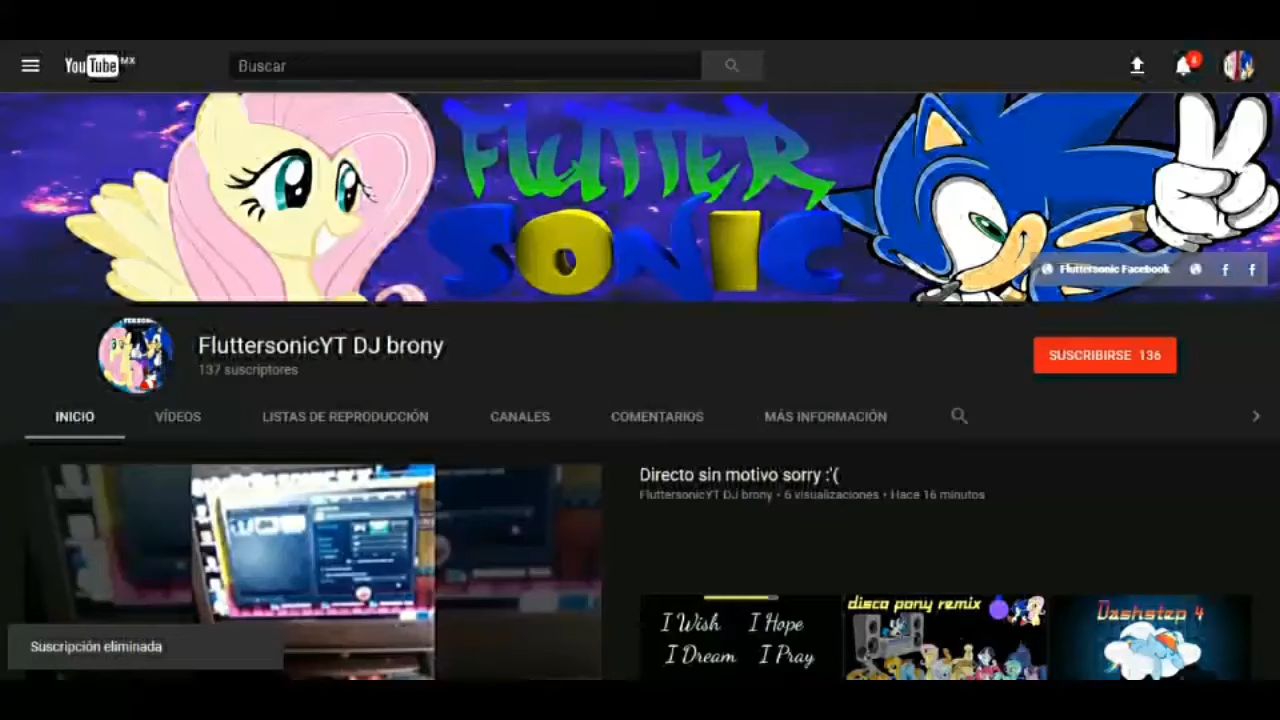 YouTube MX
Buscar
6
FLUTTER
SONIC
Fluttersonic Facebook
FluttersonicYT DJ brony
137 suscriptores
SUSCRIBIRSE 136
INICIO
VÍDEOS
LISTAS DE REPRODUCCIÓN
CANALES
COMENTARIOS
MÁS INFORMACIÓN
Directo sin motivo sorry :'(
FluttersonicYT DJ brony • 6 visualizaciones • Hace 16 minutos
I Wish I Hope
I Dream I Pray
disco pony remix
Dashstep 4
Suscripción eliminada